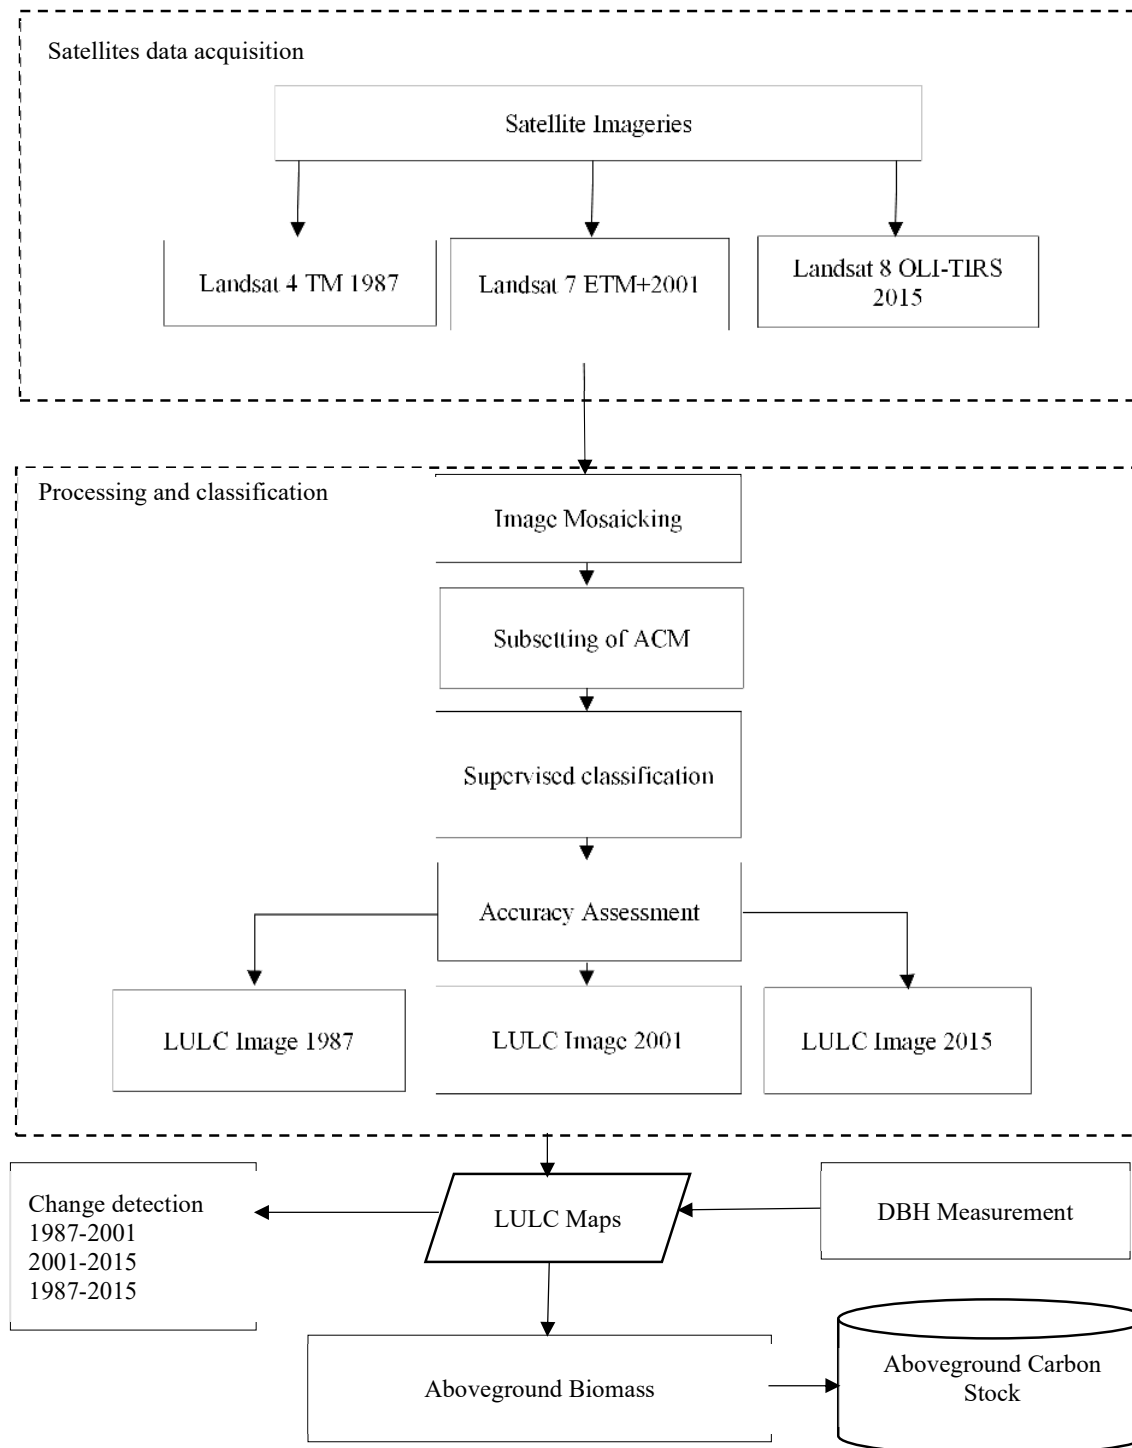 Satellites data acquisition
Satellite Imageries
Landsat 4 TM 1987
Landsat 7 ETM+2001
Landsat 8 OLI-TIRS
2015
Processing and classification
Image Mosaicking
Subsetting of ACM
Supervised classification
Accuracy Assessment
LULC Image 1987
LULC Image 2001
LULC Image 2015
Change detection
1987-2001
2001-2015
1987-2015
LULC Maps
DBH Measurement
Aboveground Biomass
Aboveground Carbon
Stock